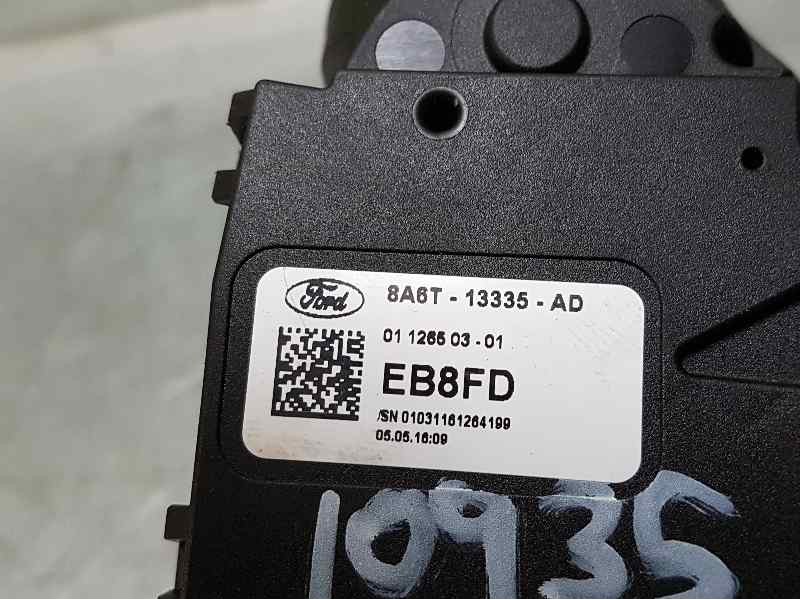 Ford
8A6T - 13335 - AD
01 1265 03 - 01
EB8FD
/SN 01031161264199
05.05.16:09
10935